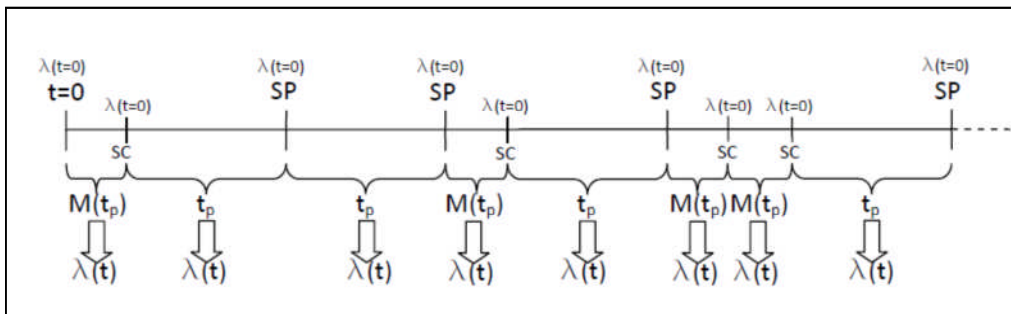 λ(t=0) λ(t=0) λ(t=0) λ(t=0) λ(t=0)
t=0 SP SP SP SP
λ(t=0) λ(t=0) λ(t=0) λ(t=0)
SC SC SC SC
M(tp) tp tp M(tp) tp M(tp) M(tp) tp
λ(t) λ(t) λ(t) λ(t) λ(t) λ(t) λ(t) λ(t)